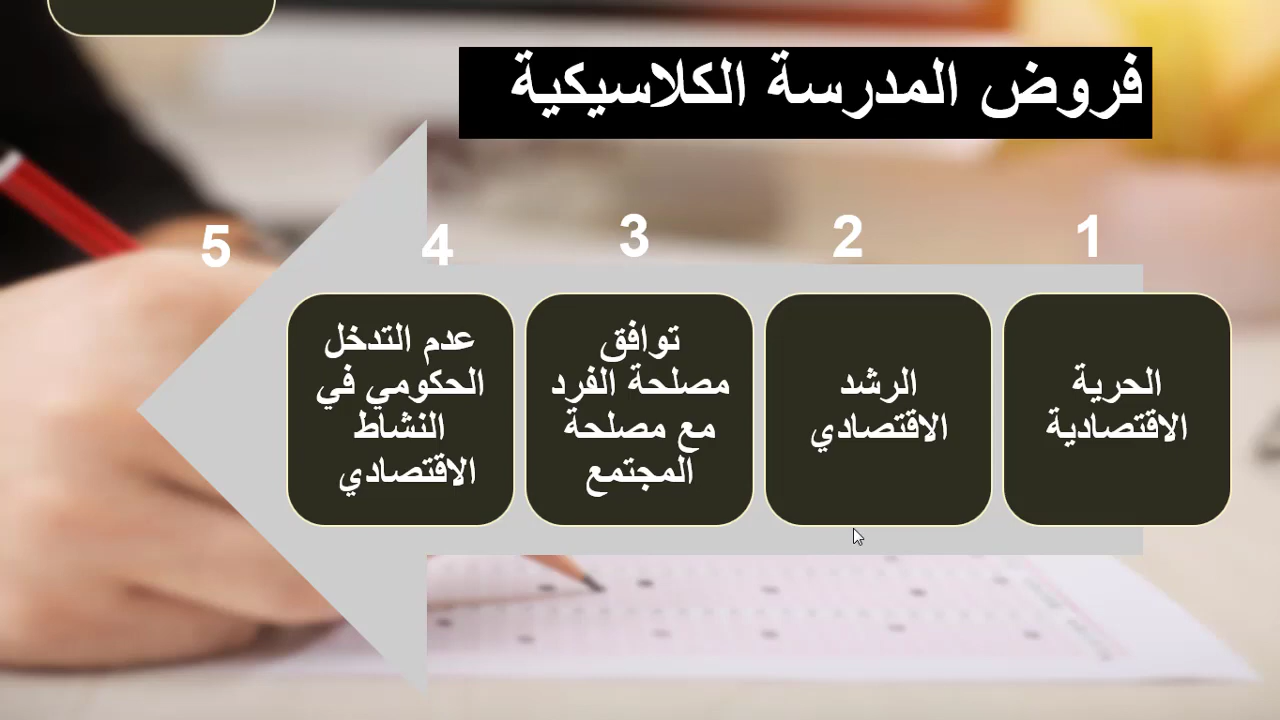 فروض المدرسة الكلاسيكية
1
2
3
4
5
الحرية
الاقتصادية
الرشد
الاقتصادي
توافق
مصلحة الفرد
مع مصلحة
المجتمع
عدم التدخل
الحكومي في
النشاط
الاقتصادي